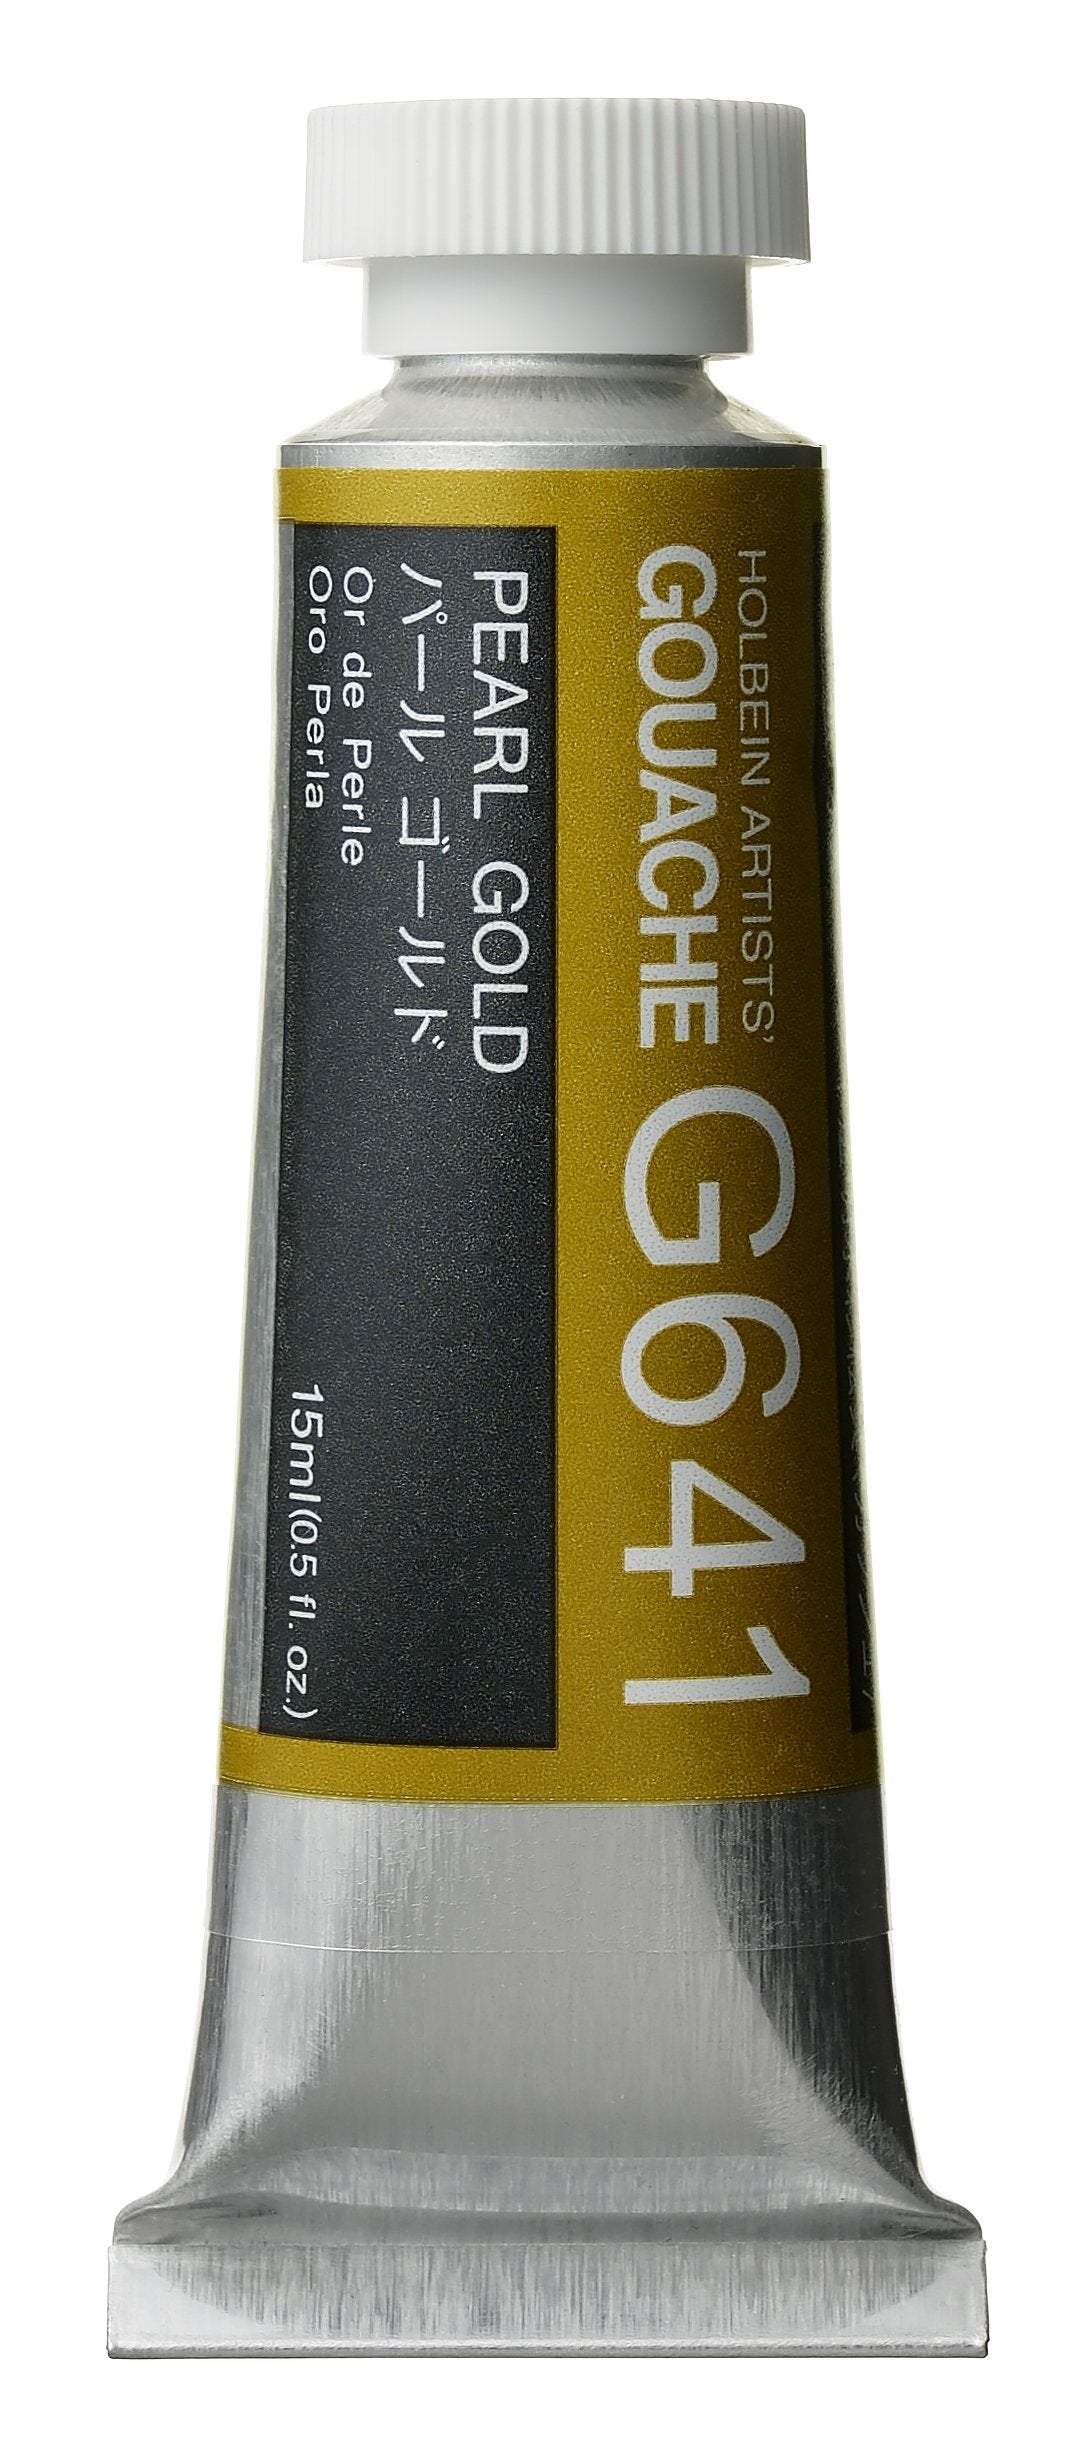 HOLBEIN ARTISTS'
GOUACHE G641
PEARL GOLD
パール ゴールド
Or de Perle
Oro Perla
15ml(0.5 fl. oz.)